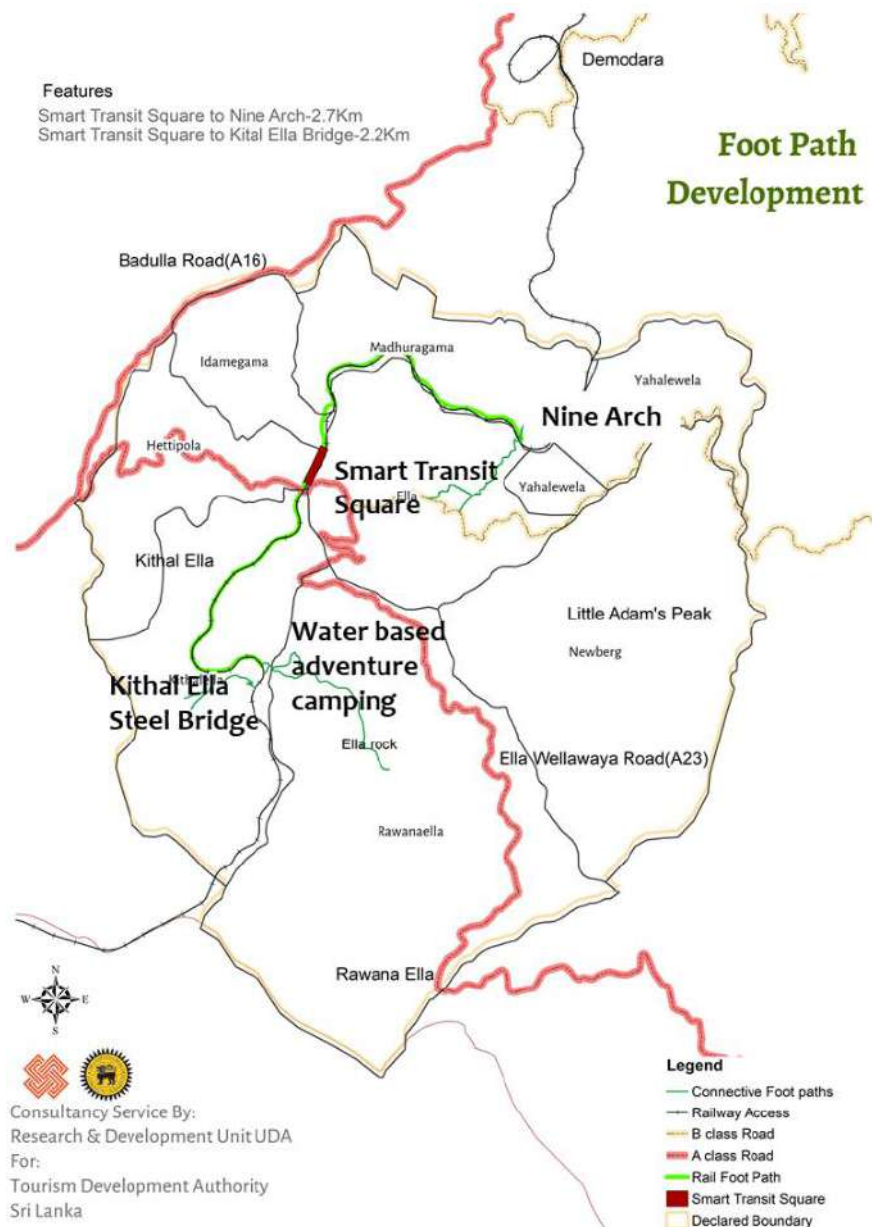 Demodara
Features
Smart Transit Square to Nine Arch-2.7Km
Smart Transit Square to Kital Ella Bridge-2.2Km
Foot Path
Development
Badulla Road(A16)
Madhuragama
Idamegama
Yahalewela
Nine Arch
Hettipola
Smart Transit
Square
Ella
Yahalewela
Kithal Ella
Little Adam's Peak
Newberg
Water based
adventure
camping
Kithal Ella
Steel Bridge
Ella rock
Ella Wellawaya Road(A23)
Rawanaella
Rawana Ella
N
W
E
S
Consultancy Service By:
Research & Development Unit UDA
For:
Tourism Development Authority
Sri Lanka
Legend
Connective Foot paths
Railway Access
B class Road
A class Road
Rail Foot Path
Smart Transit Square
Declared Boundary